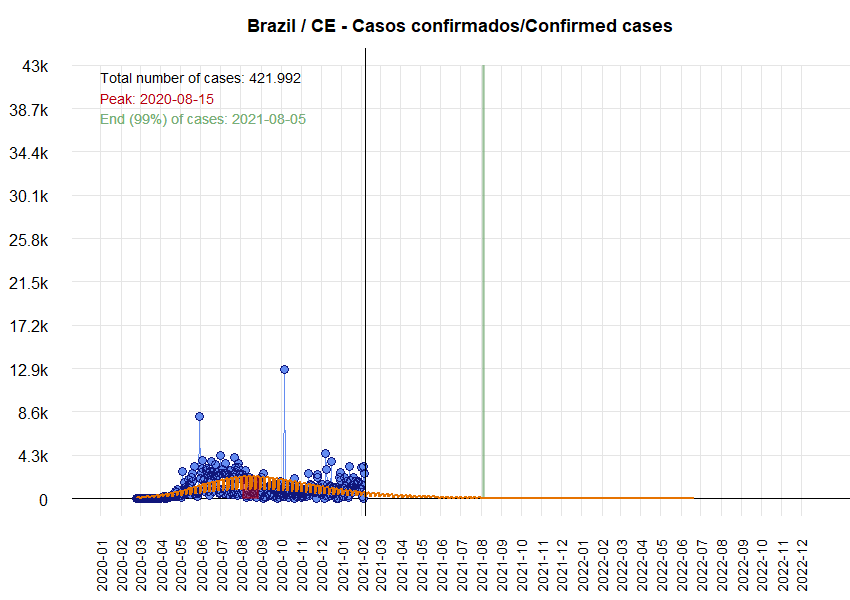 Brazil / CE - Casos confirmados/Confirmed cases
43k
Total number of cases: 421.992
Peak: 2020-08-15
38.7k
End (99%) of cases: 2021-08-05
34.4k
30.1k
25.8k
21.5k
17.2k
12.9k
8.6k
4.3k
0
2020-01
2020-02
2020-03
2020-04
2020-05
2020-06
2020-07
2020-08
2020-09
2020-10
2020-11
2020-12
2021-01
2021-02
2021-03
2021-04
2021-05
2021-06
2021-07
2021-08
2021-09
2021-10
2021-11
2021-12
2022-01
2022-02
2022-03
2022-04
2022-05
2022-06
2022-07
2022-08
2022-09
2022-10
2022-11
2022-12